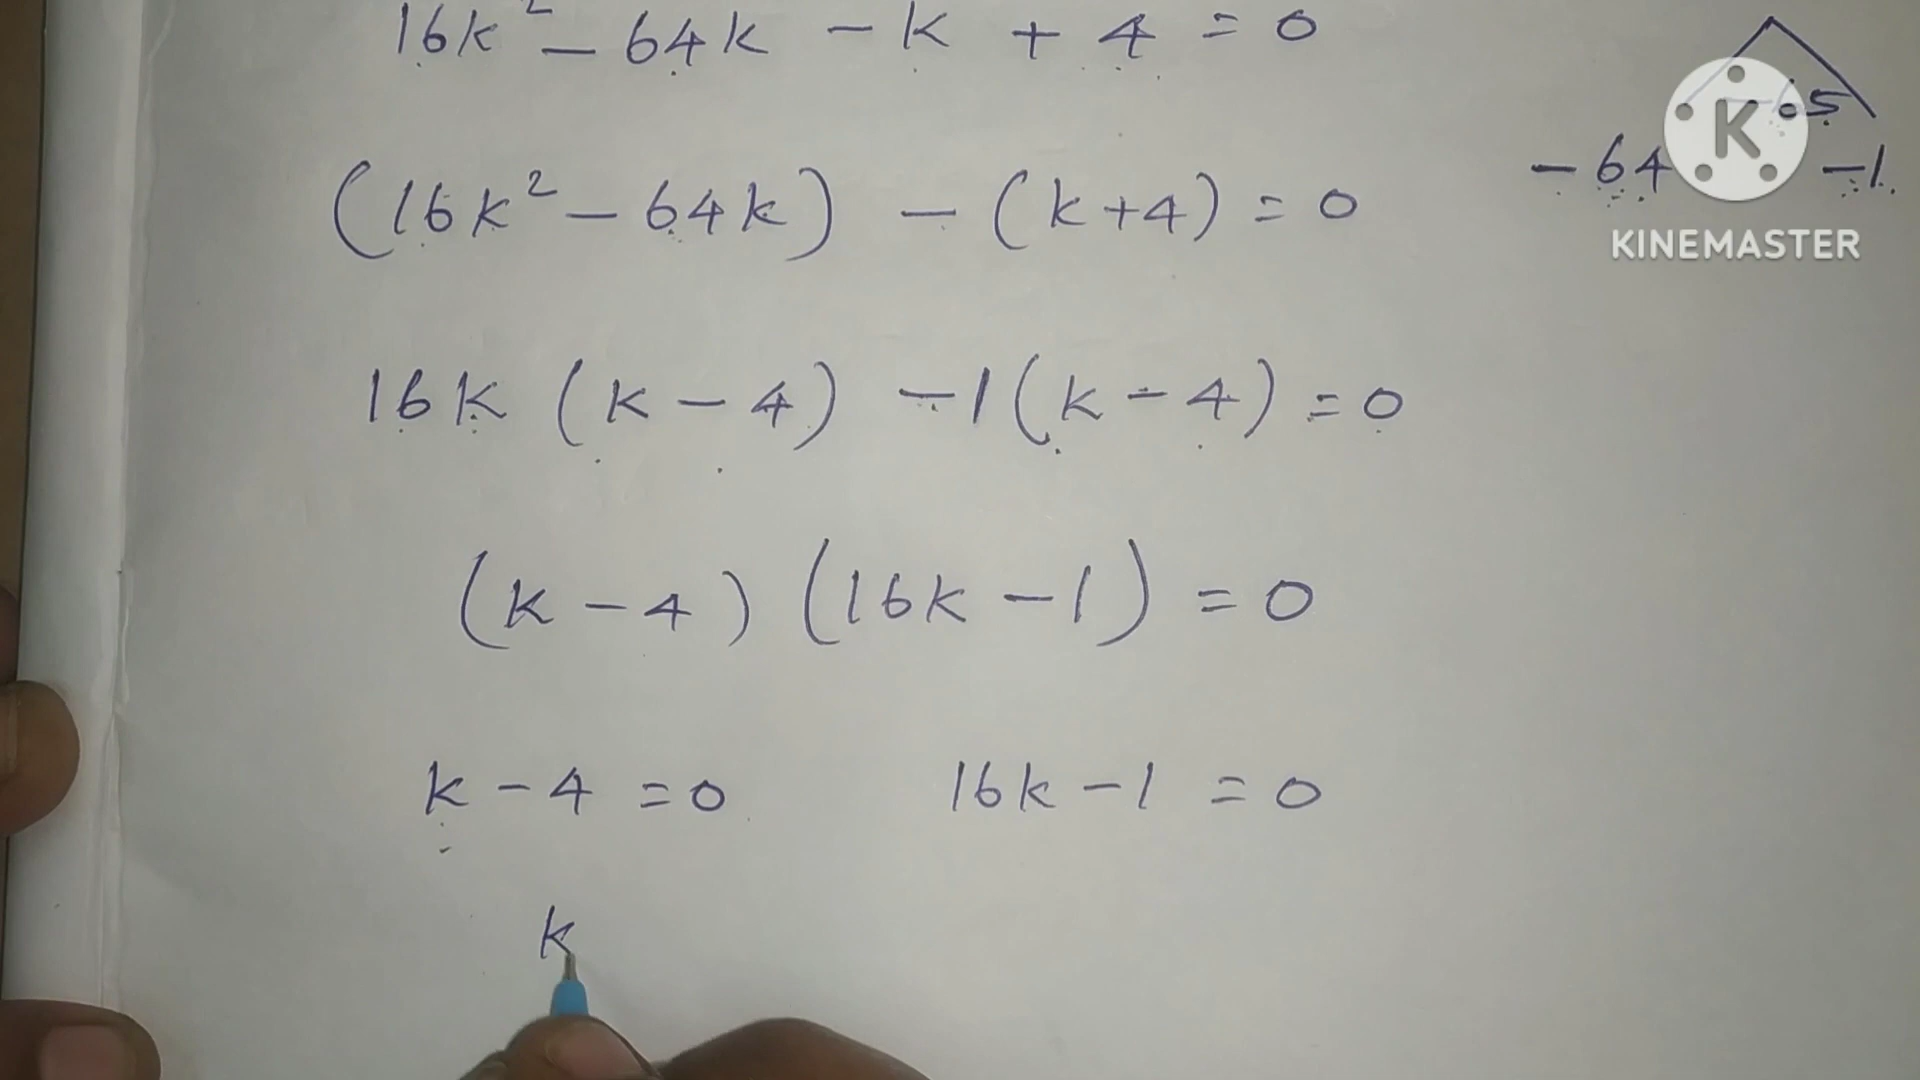 16k² - 64k - k + 4 = 0
-65
-64 -1
K
KINEMASTER
(16k² - 64k) - (k+4) = 0
16k (k - 4) -1 (k - 4) = 0
(k - 4) (16k - 1) = 0
k - 4 = 0 16k - 1 = 0
k